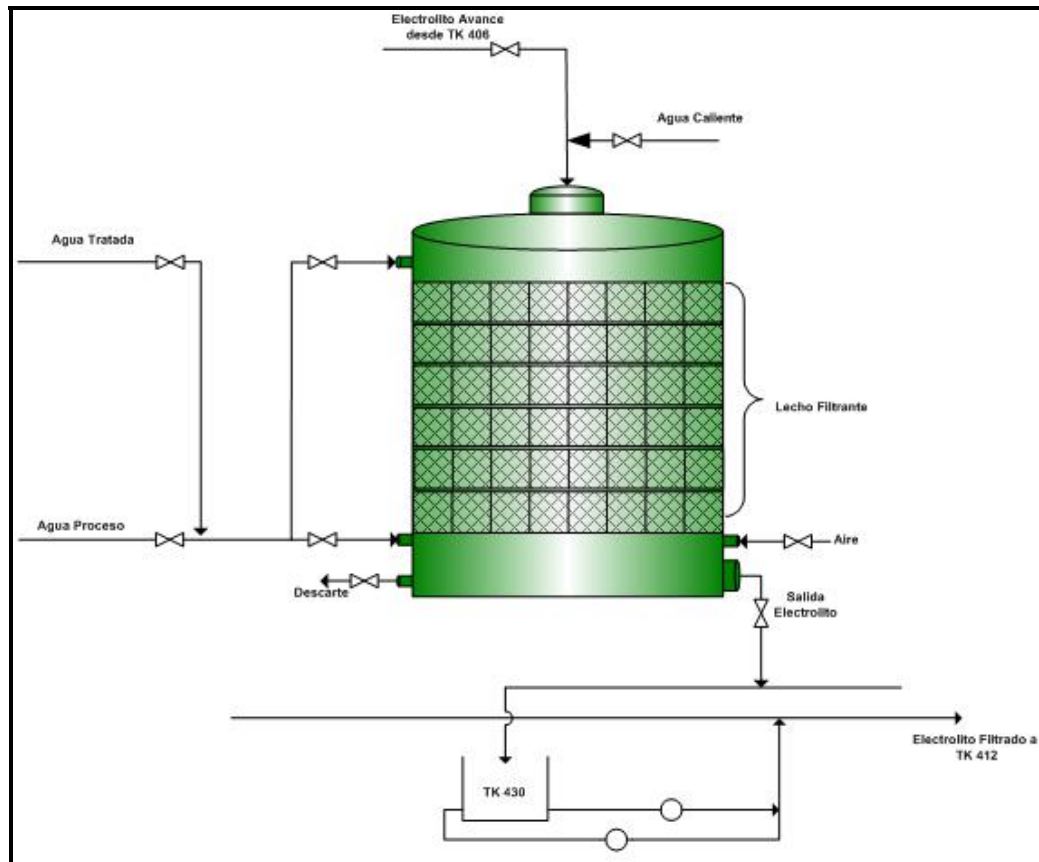 Electrolito Avance
desde TK 406
Agua Caliente
Agua Tratada
Lecho Filtrante
Agua Proceso
Aire
Descarte
Salida
Electrolito
Electrolito Filtrado a
TK 412
TK 430